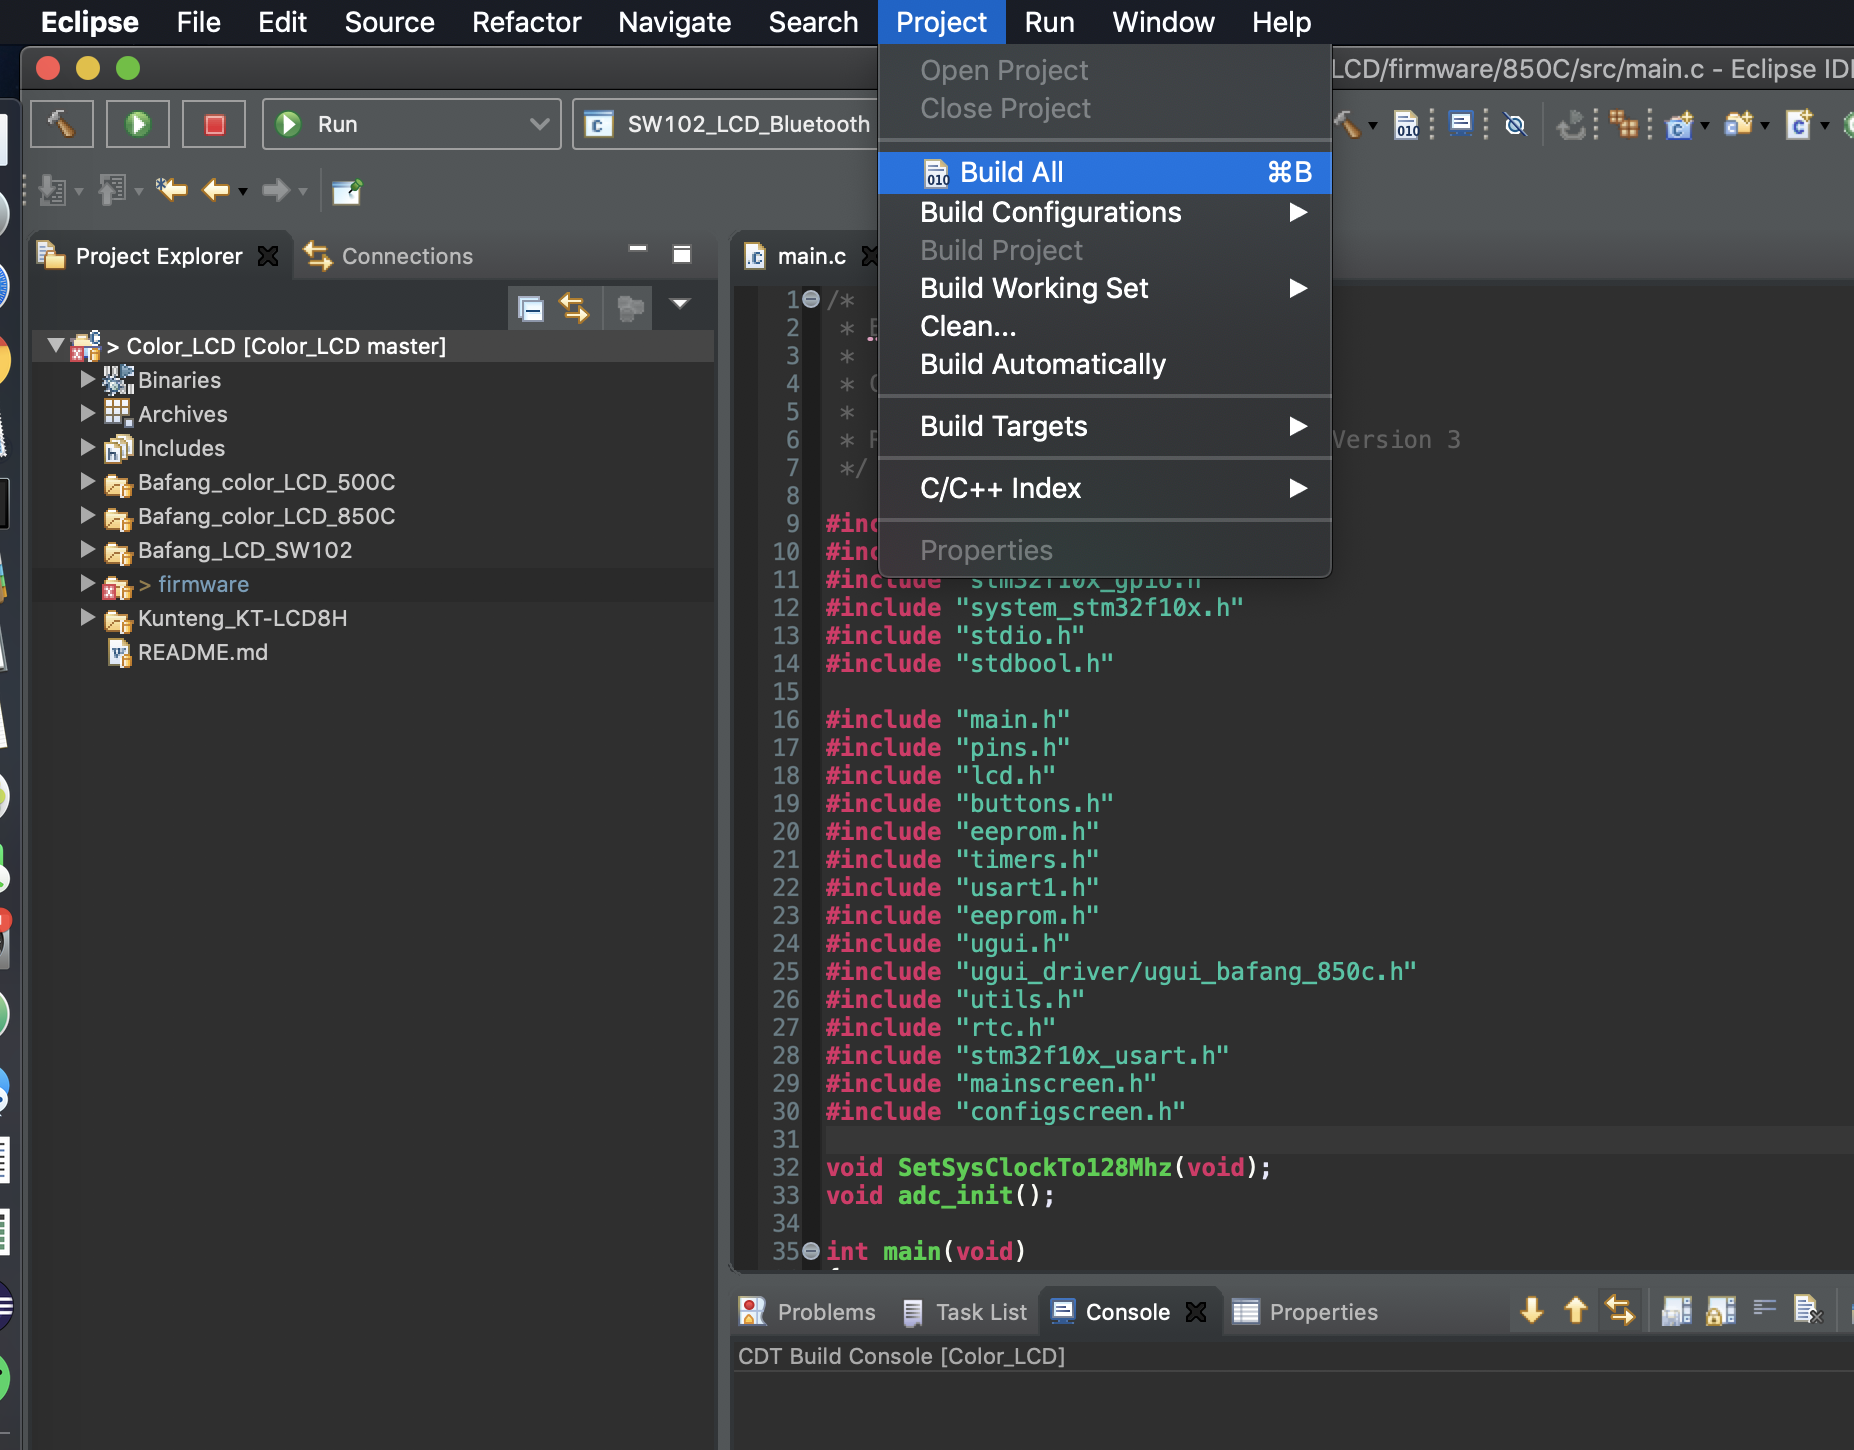 Eclipse File Edit Source Refactor Navigate Search Project Run Window Help
LCD/firmware/850C/src/main.c - Eclipse IDE
Run
SW102_LCD_Bluetooth
Open Project
Close Project
Build All ⌘B
Build Configurations
Build Project
Build Working Set
Clean...
Build Automatically
Build Targets
C/C++ Index
Properties
Project Explorer
Connections
> Color_LCD [Color_LCD master]
Binaries
Archives
Includes
Bafang_color_LCD_500C
Bafang_color_LCD_850C
Bafang_LCD_SW102
> firmware
Kunteng_KT-LCD8H
README.md
main.c
1 /*
2 *
3 *
4 *
5 *
6 * Version 3
7 */
8
9 #inc
10 #inc
11 #include "stm32f10x_gpio.h"
12 #include "system_stm32f10x.h"
13 #include "stdio.h"
14 #include "stdbool.h"
15
16 #include "main.h"
17 #include "pins.h"
18 #include "lcd.h"
19 #include "buttons.h"
20 #include "eeprom.h"
21 #include "timers.h"
22 #include "usart1.h"
23 #include "eeprom.h"
24 #include "ugui.h"
25 #include "ugui_driver/ugui_bafang_850c.h"
26 #include "utils.h"
27 #include "rtc.h"
28 #include "stm32f10x_usart.h"
29 #include "mainscreen.h"
30 #include "configscreen.h"
31
32 void SetSysClockTo128Mhz(void);
33 void adc_init();
34
35 int main(void)
Problems Task List Console Properties
CDT Build Console [Color_LCD]